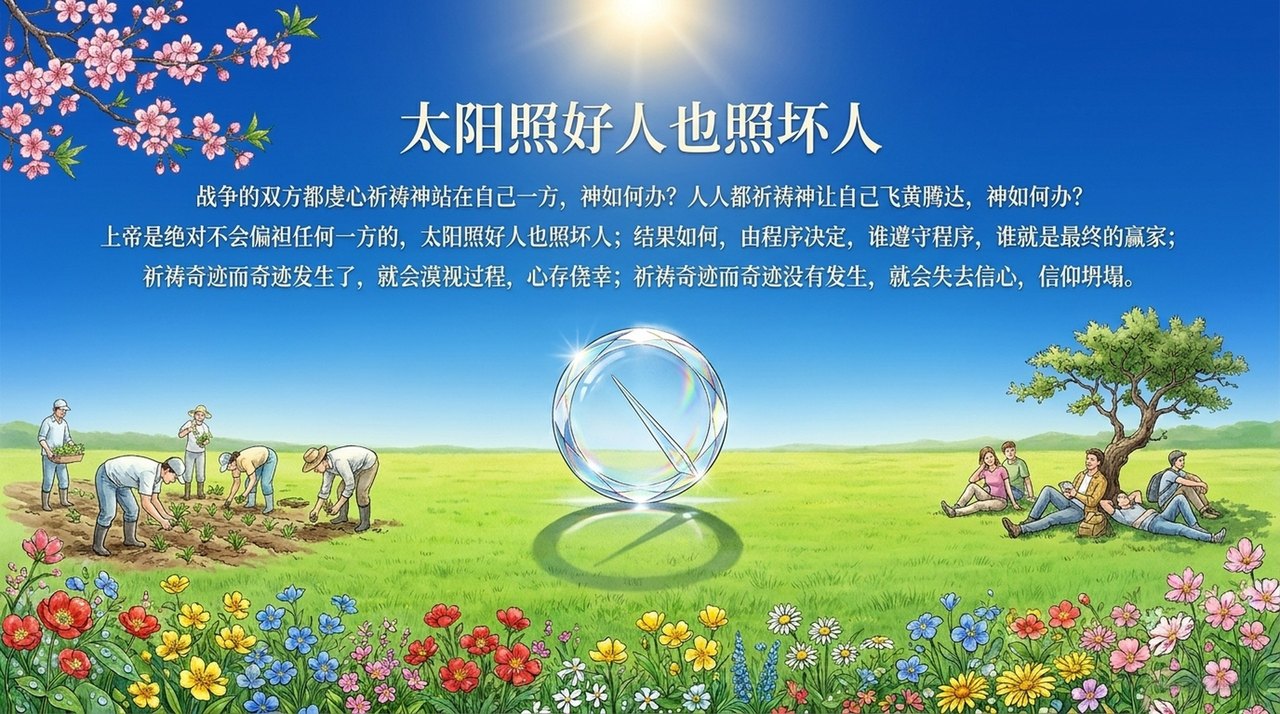 太阳照好人也照坏人
战争的双方都虔心祈祷神站在自己一方，神如何办？人人都祈祷神让自己飞黄腾达，神如何办？
上帝是绝对不会偏袒任何一方的，太阳照好人也照坏人；结果如何，由程序决定，谁遵守程序，谁就是最终的赢家；
祈祷奇迹而奇迹发生了，就会漠视过程，心存侥幸；祈祷奇迹而奇迹没有发生，就会失去信心，信仰坍塌。